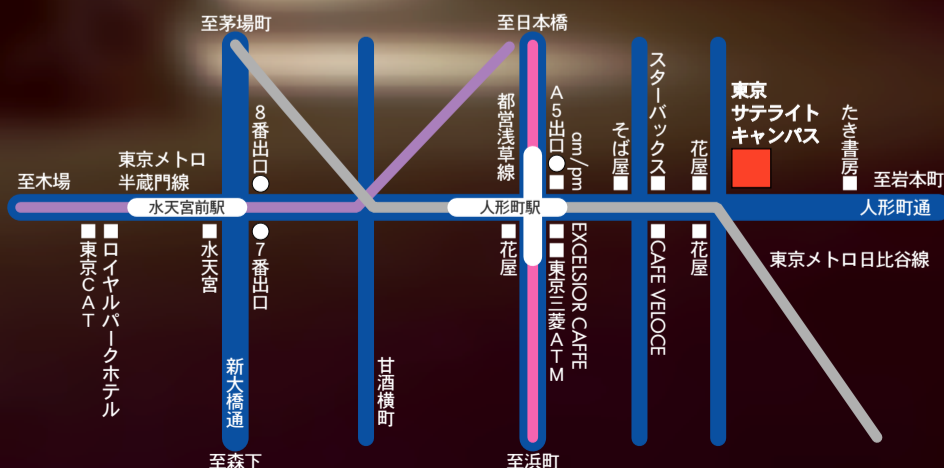 至茅場町
至日本橋
東京メトロ
半蔵門線
至木場
水天宮前駅
8番出口
7番出口
水天宮
東京CAT
ロイヤルパークホテル
新大橋通
至森下
甘酒横町
都営浅草線
A5出口
am/pm
人形町駅
花屋
EXCELSIOR CAFFE
東京三菱ATM
至浜町
そば屋
スターバックス
CAFE VELOCE
花屋
花屋
東京
サテライト
キャンパス
たき書房
至岩本町
人形町通
東京メトロ日比谷線